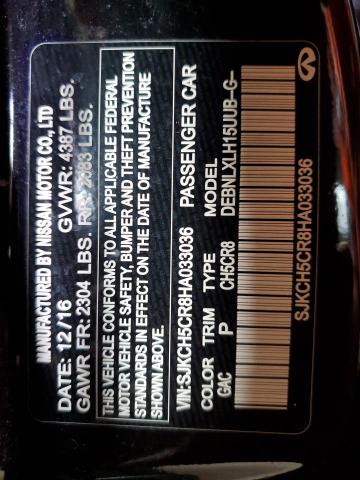 MANUFACTURED BY NISSAN MOTOR CO., LTD
DATE: 12/16 GVWR: 4387 LBS.
GAWR FR: 2304 LBS. RR: 2083 LBS.
THIS VEHICLE CONFORMS TO ALL APPLICABLE FEDERAL
MOTOR VEHICLE SAFETY, BUMPER AND THEFT PREVENTION
STANDARDS IN EFFECT ON THE DATE OF MANUFACTURE
SHOWN ABOVE.
VIN:SJKCH5CR8HA033036 PASSENGER CAR
COLOR TRIM TYPE MODEL
GAC P CH5CR8 DEBNLXLH15UUB-G--
SJKCH5CR8HA033036